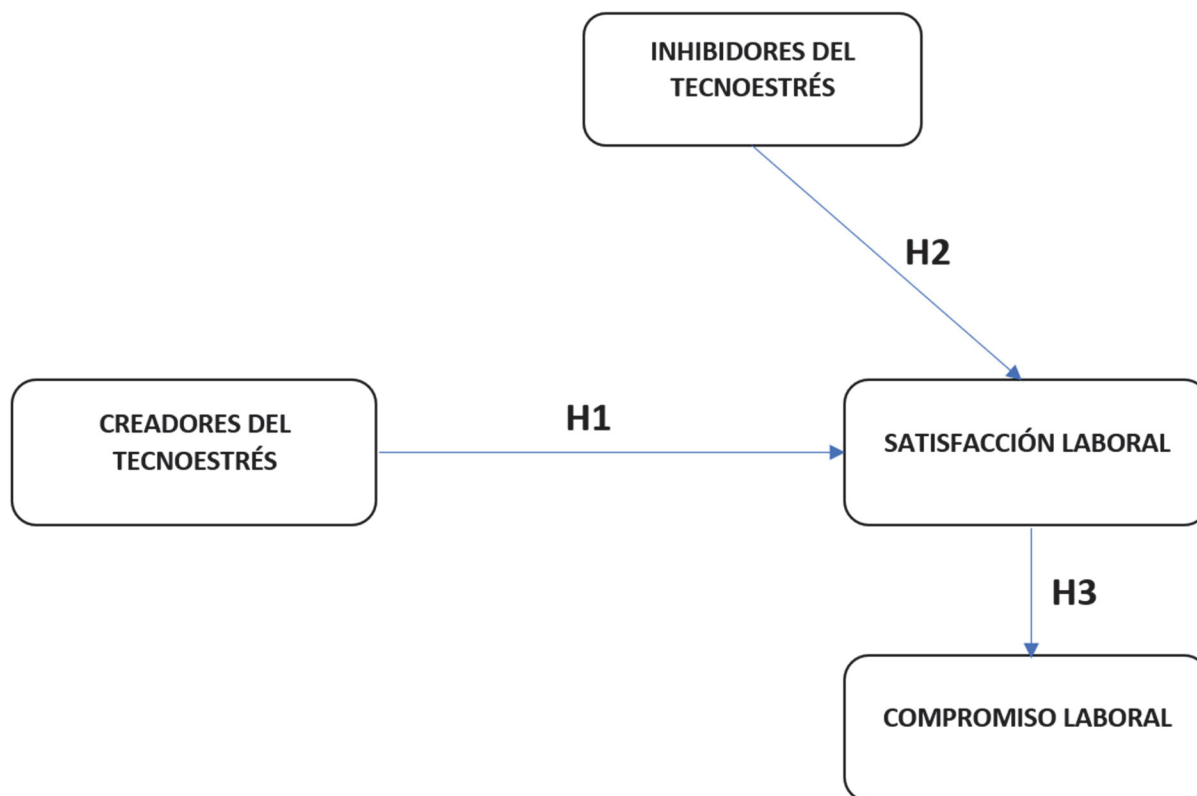 INHIBIDORES DEL
TECNOESTRÉS
H2
CREADORES DEL
TECNOESTRÉS
H1
SATISFACCIÓN LABORAL
H3
COMPROMISO LABORAL